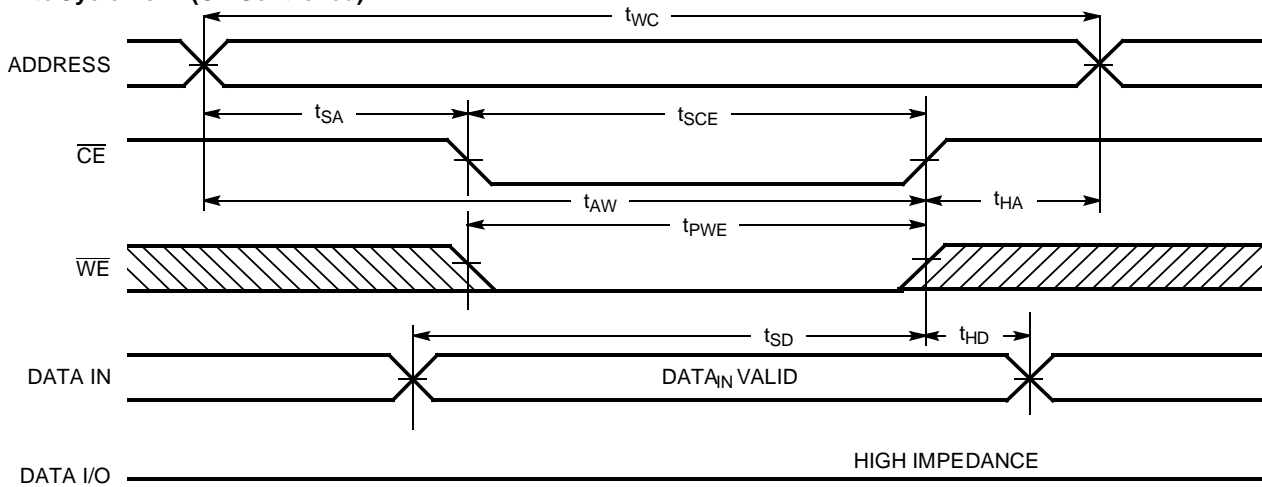 tWC
ADDRESS
tSA tSCE
CE
tAW tHA
tPWE
WE
tSD tHD
DATA IN DATAIN VALID
HIGH IMPEDANCE
DATA I/O